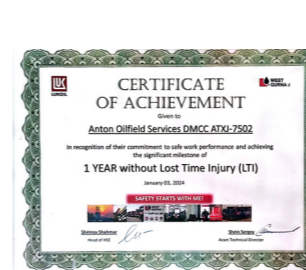 LUKOIL
WEST
QURNA 2
CERTIFICATE
OF ACHIEVEMENT
Given to
Anton Oilfield Services DMCC ATXJ-7502
In recognition of their commitment to safe work performance and achieving
the significant milestone of
1 YEAR without Lost Time Injury (LTI)
January 03, 2024
SAFETY STARTS WITH ME!
Shimov Shahmar
Head of HSE
Shein Sergey
Asset Technical Director